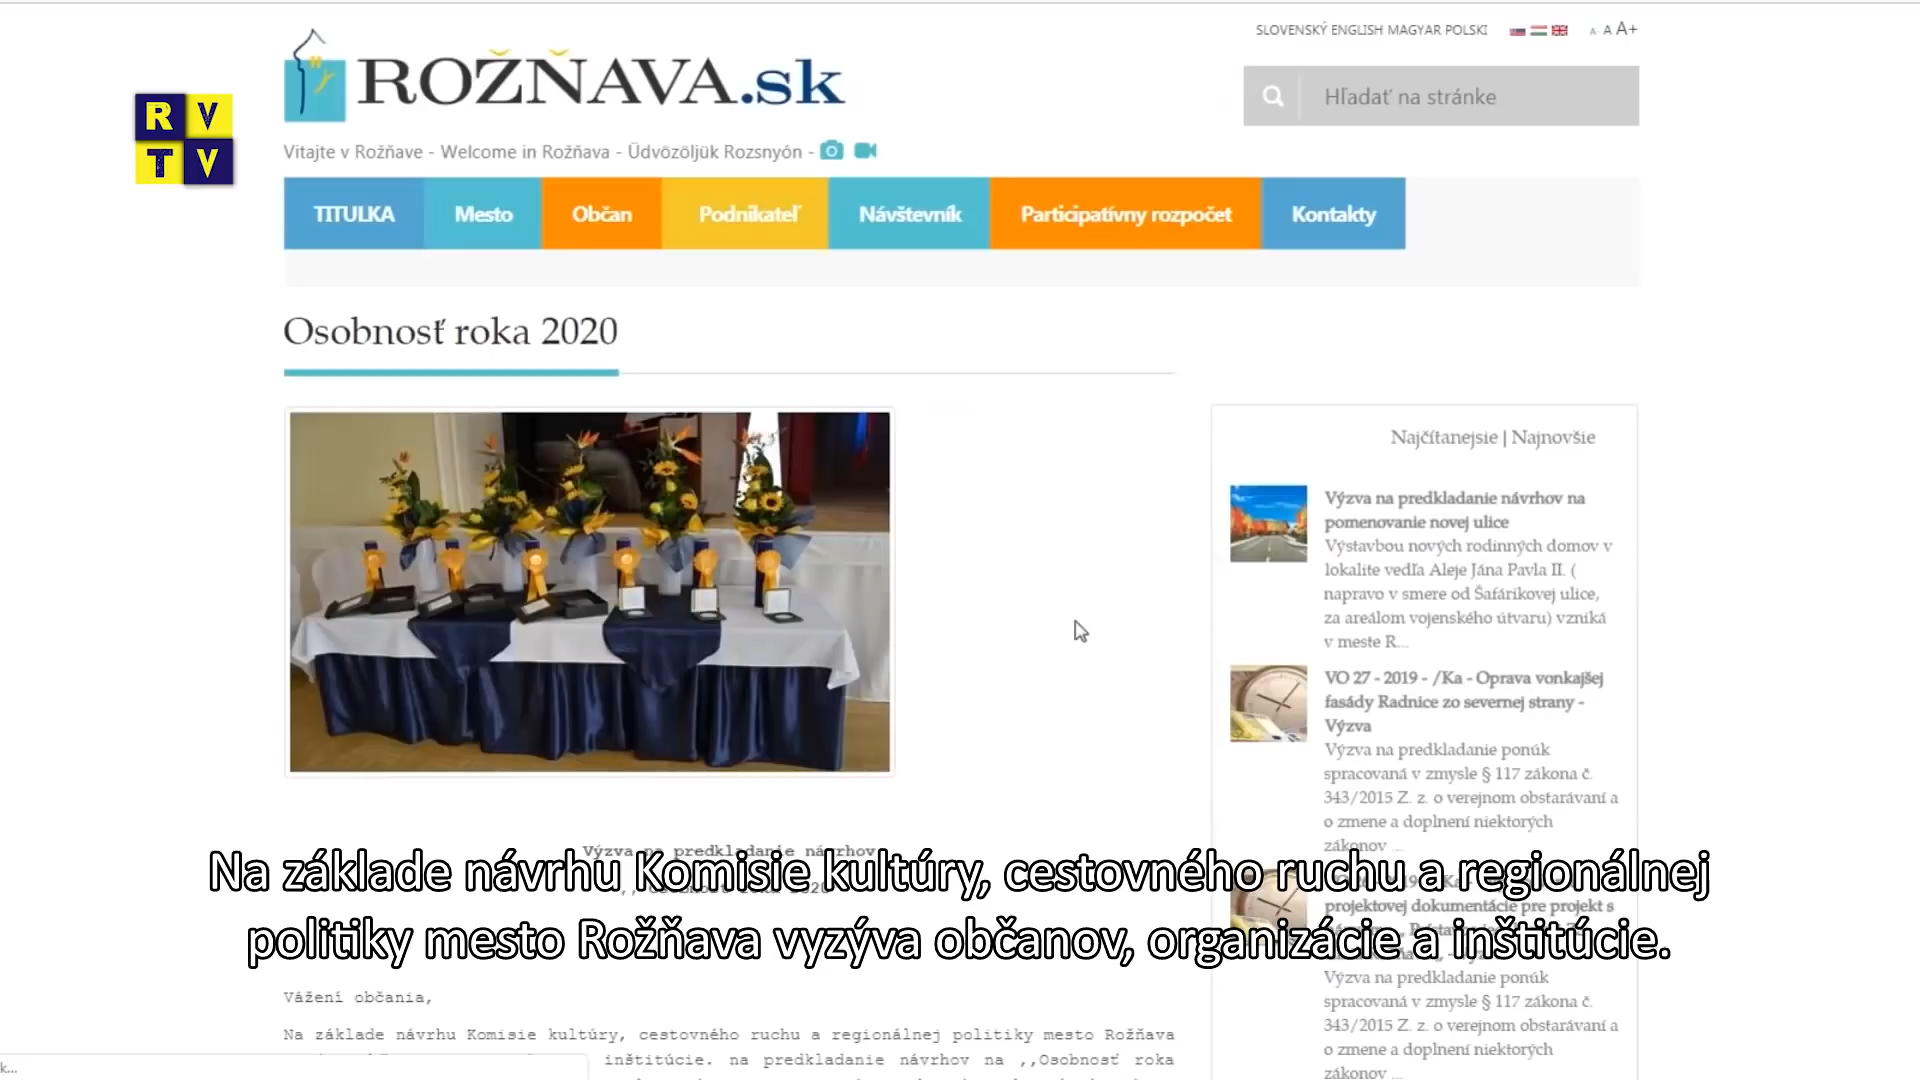 SLOVENSKÝ ENGLISH MAGYAR POLSKI
A- A A+
ROŽŇAVA.sk
Hľadať na stránke
R V
T V
Vitajte v Rožňave - Welcome in Rožňava - Üdvözöljük Rozsnyón -
TITULKA Mesto Občan Podnikateľ Návštevník Participatívny rozpočet Kontakty
Osobnosť roka 2020
Najčítanejsie | Najnovšie
Výzva na predkladanie návrhov na
pomenovanie novej ulice
Výstavbou nových rodinných domov v
lokalite vedľa Aleje Jána Pavla II. (
napravo v smere od Šafárikovej ulice,
za areálom vojenského útvaru) vzniká
v meste R...
VO 27 - 2019 - /Ka - Oprava vonkajšej
fasády Radnice zo severnej strany -
Výzva
Výzva na predkladanie ponúk
spracovaná v zmysle § 117 zákona č.
343/2015 Z. z. o verejnom obstarávaní a
o zmene a doplnení niektorých
zákonov ...
projektovej dokumentácie pre projekt s
Výzva na predkladanie ponúk
spracovaná v zmysle § 117 zákona č.
343/2015 Z. z. o verejnom obstarávaní a
o zmene a doplnení niektorých
zákonov ...
Výzva na predkladanie návrhov
Na základe návrhu Komisie kultúry, cestovného ruchu a regionálnej
politiky mesto Rožňava vyzýva občanov, organizácie a inštitúcie.
Vážení občania,
Na základe návrhu Komisie kultúry, cestovného ruchu a regionálnej politiky mesto Rožňava
inštitúcie. na predkladanie návrhov na ,,Osobnosť roka
k...